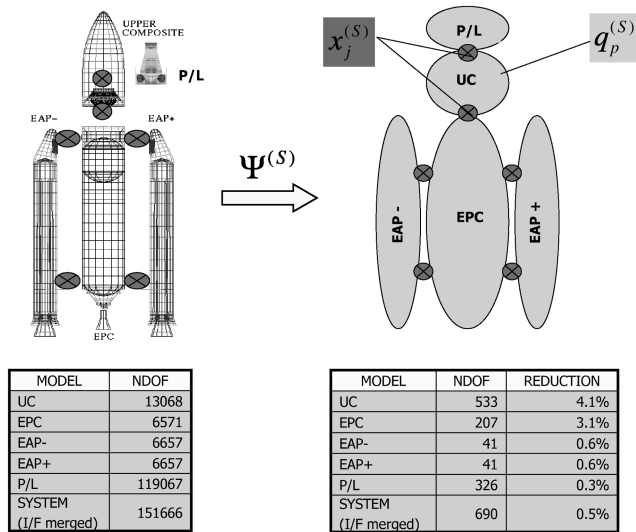 UPPER
COMPOSITE
P/L
EAP-
EAP+
EPC
Ψ(S)
xj(S)
qp(S)
P/L
UC
EAP -
EPC
EAP +
MODEL NDOF
UC 13068
EPC 6571
EAP- 6657
EAP+ 6657
P/L 119067
SYSTEM
(I/F merged) 151666
MODEL NDOF REDUCTION
UC 533 4.1%
EPC 207 3.1%
EAP- 41 0.6%
EAP+ 41 0.6%
P/L 326 0.3%
SYSTEM
(I/F merged) 690 0.5%